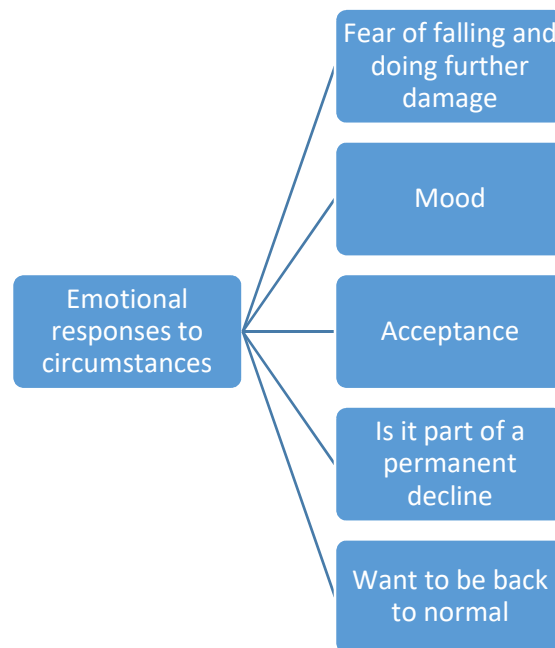 Fear of falling and
doing further
damage
Mood
Emotional
responses to
circumstances
Acceptance
Is it part of a
permanent
decline
Want to be back
to normal